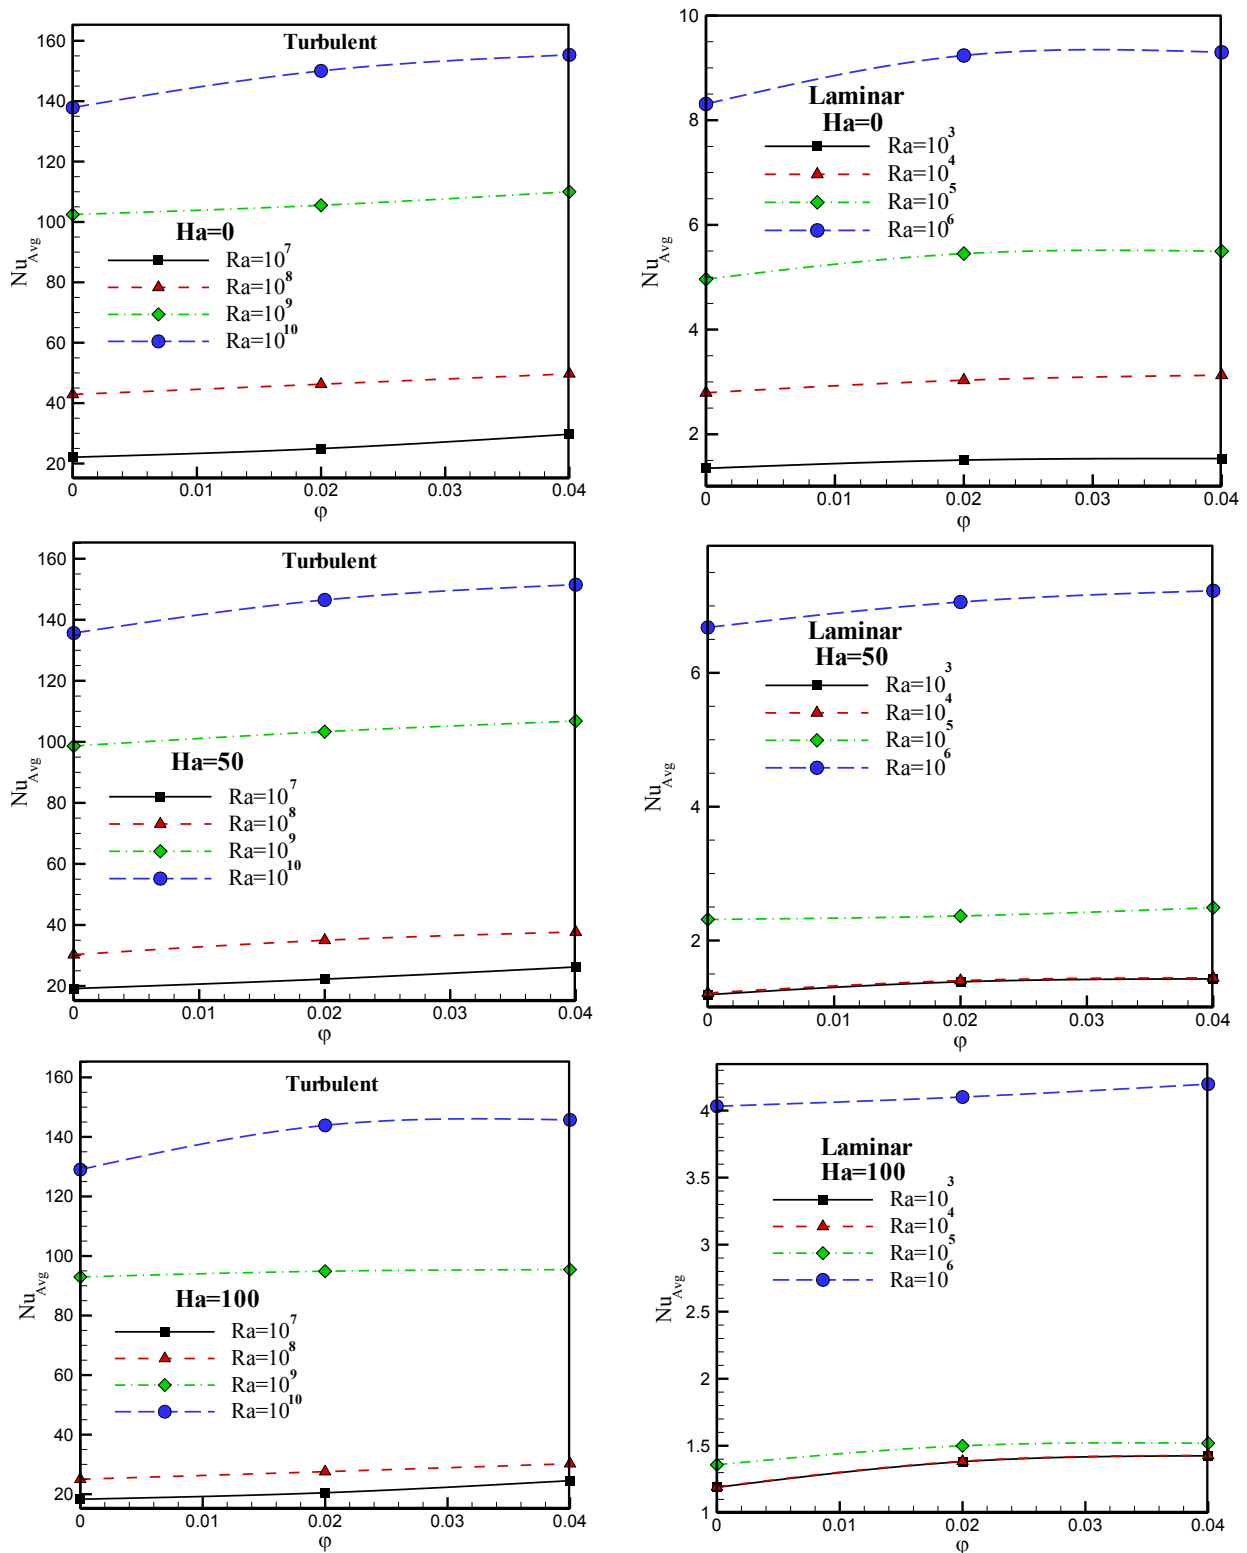 Turbulent
160
140
120
100
80
60
40
20
Nu_Avg
Ha=0
Ra=10^7
Ra=10^8
Ra=10^9
Ra=10^10
0 0.01 0.02 0.03 0.04
φ
10
8
6
4
2
Nu_Avg
Laminar
Ha=0
Ra=10^3
Ra=10^4
Ra=10^5
Ra=10^6
0 0.01 0.02 0.03 0.04
φ
Turbulent
160
140
120
100
80
60
40
20
Nu_Avg
Ha=50
Ra=10^7
Ra=10^8
Ra=10^9
Ra=10^10
0 0.01 0.02 0.03 0.04
φ
6
4
2
Nu_Avg
Laminar
Ha=50
Ra=10^3
Ra=10^4
Ra=10^5
Ra=10^6
0 0.01 0.02 0.03 0.04
φ
Turbulent
160
140
120
100
80
60
40
20
Nu_Avg
Ha=100
Ra=10^7
Ra=10^8
Ra=10^9
Ra=10^10
0 0.01 0.02 0.03 0.04
φ
4
3.5
3
2.5
2
1.5
1
Nu_Avg
Laminar
Ha=100
Ra=10^3
Ra=10^4
Ra=10^5
Ra=10^6
0 0.01 0.02 0.03 0.04
φ